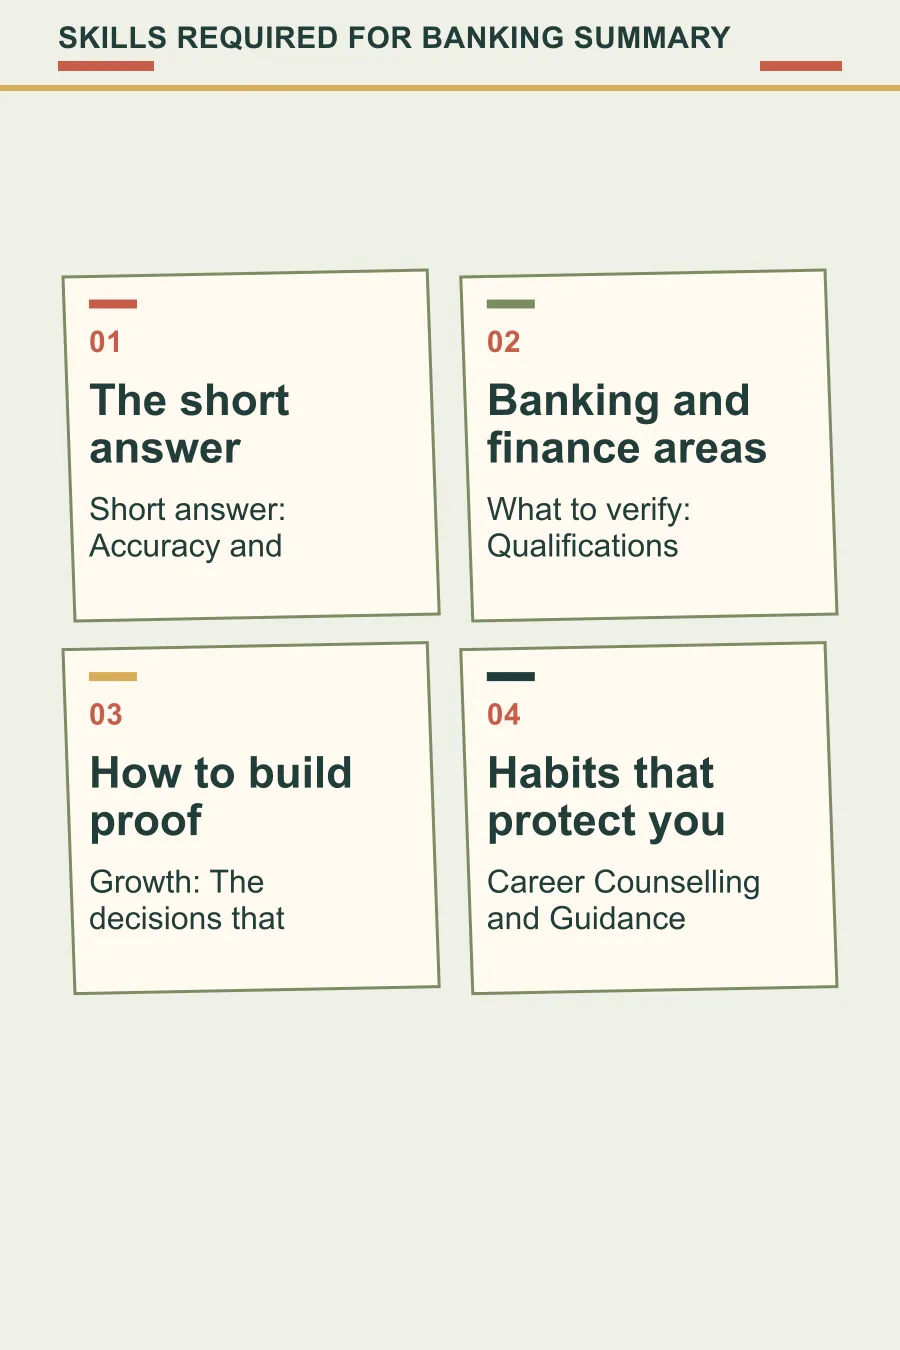 SKILLS REQUIRED FOR BANKING SUMMARY
01
The short
answer
Short answer:
Accuracy and
02
Banking and
finance areas
What to verify:
Qualifications
03
How to build
proof
Growth: The
decisions that
04
Habits that
protect you
Career Counselling
and Guidance